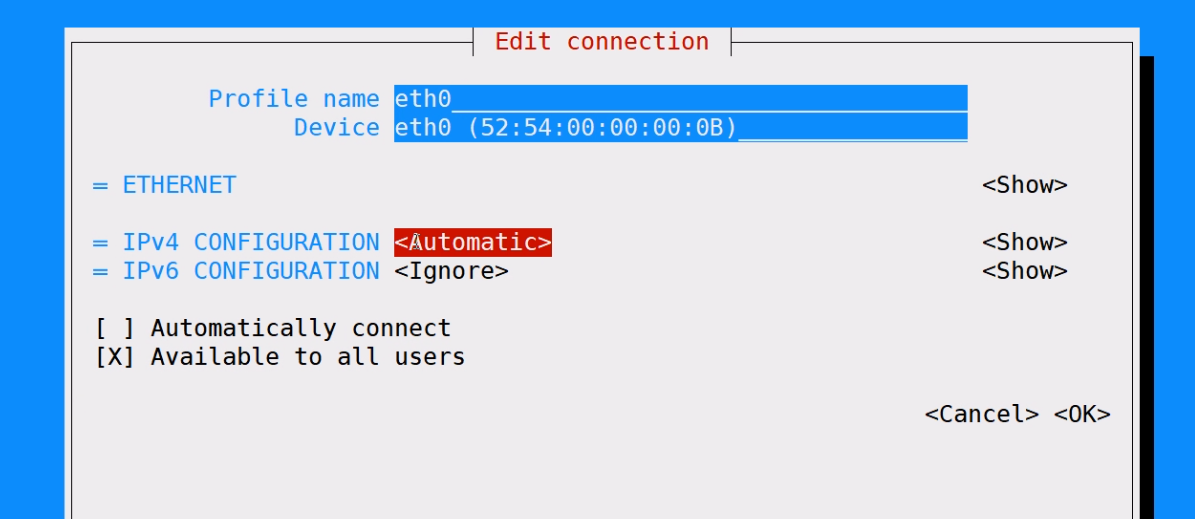 Edit connection
Profile name eth0
Device eth0 (52:54:00:00:00:0B)
= ETHERNET <Show>
= IPv4 CONFIGURATION <Automatic> <Show>
= IPv6 CONFIGURATION <Ignore> <Show>
[ ] Automatically connect
[X] Available to all users
<Cancel> <OK>